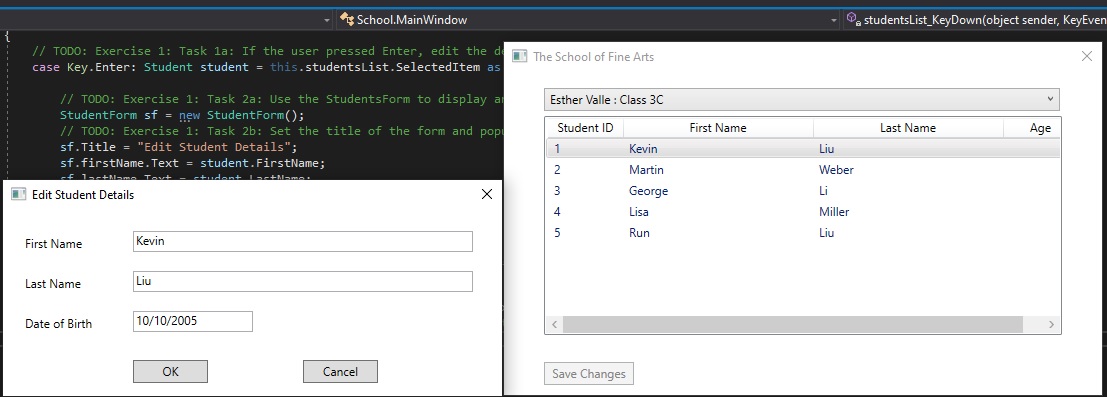 School.MainWindow
studentsList_KeyDown(object sender, KeyEven
{
// TODO: Exercise 1: Task 1a: If the user pressed Enter, edit the de
case Key.Enter: Student student = this.studentsList.SelectedItem as
// TODO: Exercise 1: Task 2a: Use the StudentsForm to display an
StudentForm sf = new StudentForm();
// TODO: Exercise 1: Task 2b: Set the title of the form and popu
sf.Title = "Edit Student Details";
sf.firstName.Text = student.FirstName;
sf.lastName.Text = student.LastName;
Edit Student Details
First Name Kevin
Last Name Liu
Date of Birth 10/10/2005
OK Cancel
The School of Fine Arts
Esther Valle : Class 3C
Student ID First Name Last Name Age
1 Kevin Liu
2 Martin Weber
3 George Li
4 Lisa Miller
5 Run Liu
Save Changes